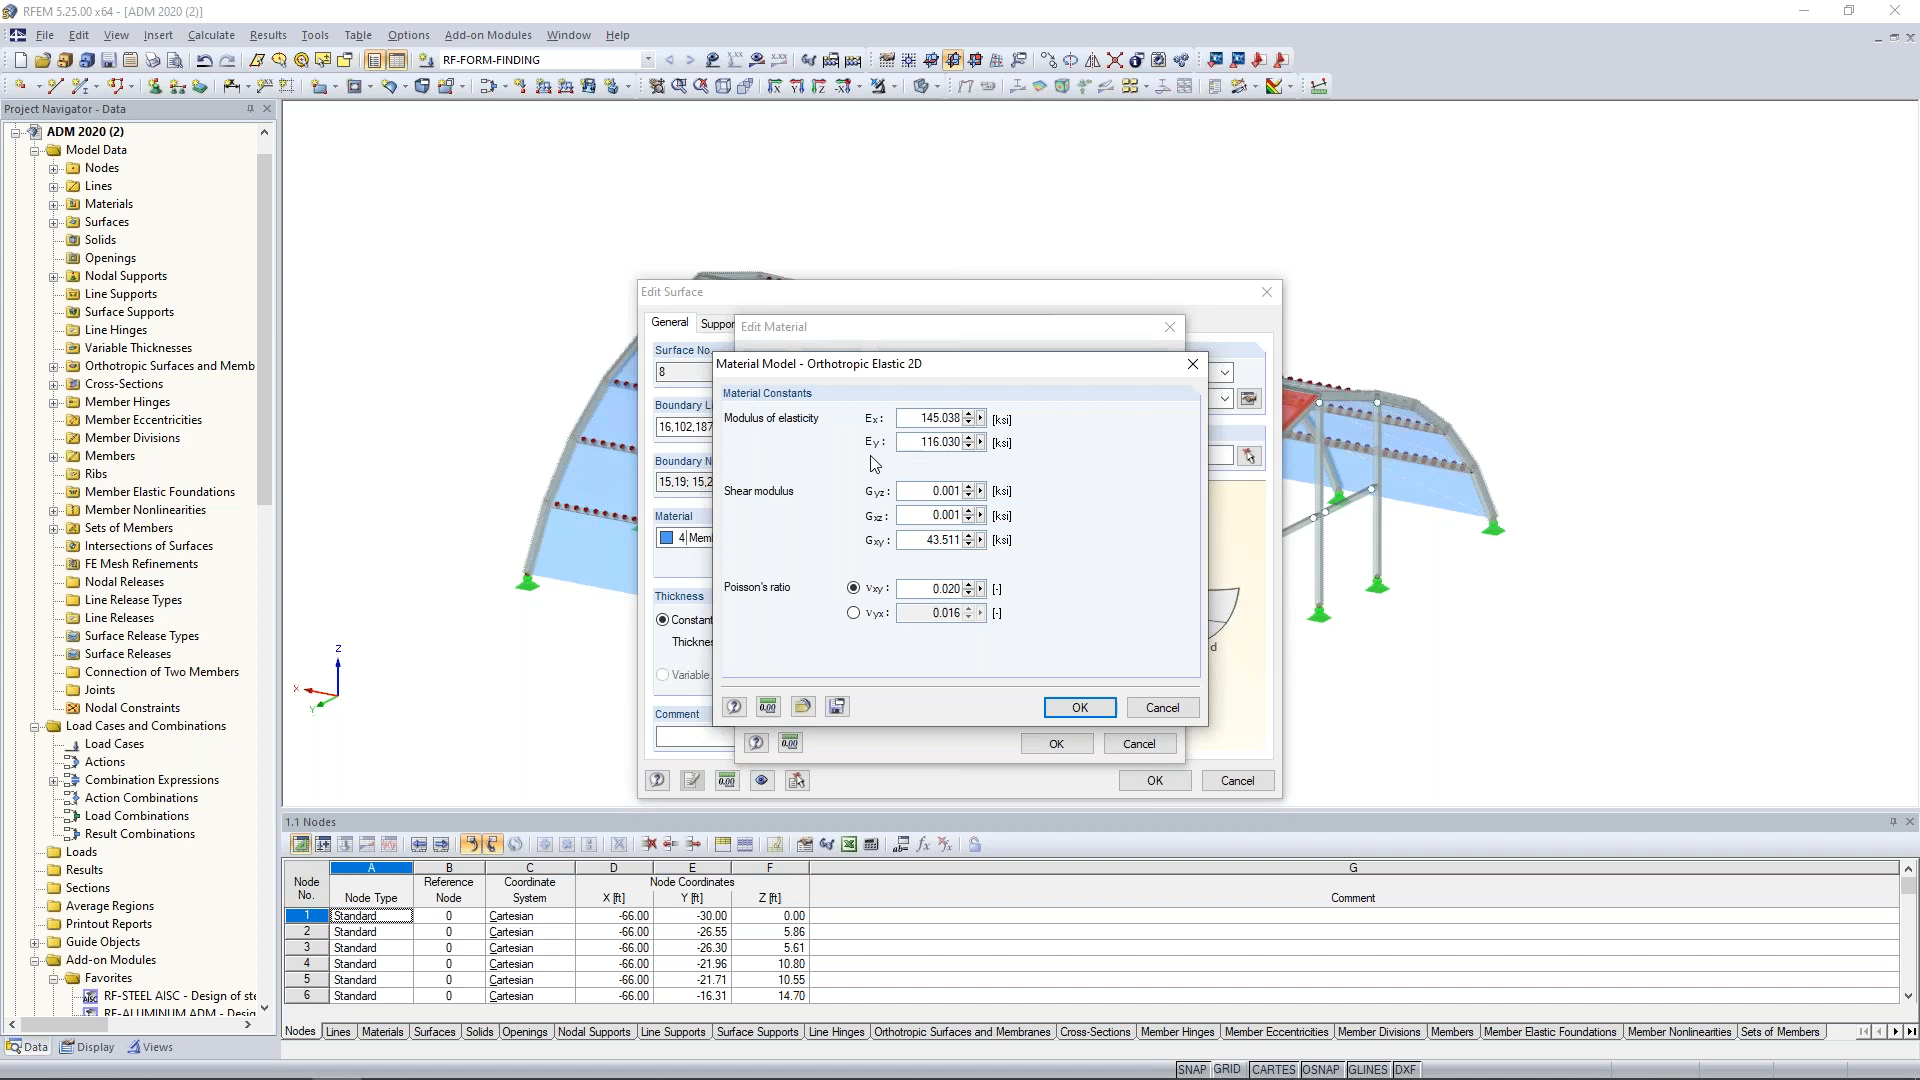 RFEM 5.25.00 x64 - [ADM 2020 (2)]
File Edit View Insert Calculate Results Tools Table Options Add-on Modules Window Help
RF-FORM-FINDING
Project Navigator - Data
ADM 2020 (2)
Model Data
Nodes
Lines
Materials
Surfaces
Solids
Openings
Nodal Supports
Line Supports
Surface Supports
Line Hinges
Variable Thicknesses
Orthotropic Surfaces and Memb
Cross-Sections
Member Hinges
Member Eccentricities
Member Divisions
Members
Ribs
Member Elastic Foundations
Member Nonlinearities
Sets of Members
Intersections of Surfaces
FE Mesh Refinements
Nodal Releases
Line Release Types
Line Releases
Surface Release Types
Surface Releases
Connection of Two Members
Joints
Nodal Constraints
Load Cases and Combinations
Load Cases
Actions
Combination Expressions
Action Combinations
Load Combinations
Result Combinations
Loads
Results
Sections
Average Regions
Printout Reports
Guide Objects
Add-on Modules
Favorites
RF-STEEL AISC - Design of ste
RF-ALUMINUM ADM - Desig
Data Display Views
Z
X
Y
Edit Surface
General Suppor
Surface No.
8
Boundary Li
16,102,187
Boundary N
15,19; 15,2
Material
4 Mem
Thickness
Constant
Thickne
Variable.
Comment
d
OK Cancel
Edit Material
OK Cancel
Material Model - Orthotropic Elastic 2D
Material Constants
Modulus of elasticity Ex: 145.038 [ksi]
Ey: 116.030 [ksi]
Shear modulus Gyz: 0.001 [ksi]
Gxz: 0.001 [ksi]
Gxy: 43.511 [ksi]
Poisson's ratio νxy: 0.020 [-]
νyx: 0.016 [-]
OK Cancel
1.1 Nodes
A B C D E F G
Node Reference Coordinate Node Coordinates
No. Node Type Node System X [ft] Y [ft] Z [ft] Comment
1 Standard 0 Cartesian -66.00 -30.00 0.00
2 Standard 0 Cartesian -66.00 -26.55 5.86
3 Standard 0 Cartesian -66.00 -26.30 5.61
4 Standard 0 Cartesian -66.00 -21.96 10.80
5 Standard 0 Cartesian -66.00 -21.71 10.55
6 Standard 0 Cartesian -66.00 -16.31 14.70
Nodes Lines Materials Surfaces Solids Openings Nodal Supports Line Supports Surface Supports Line Hinges Orthotropic Surfaces and Membranes Cross-Sections Member Hinges Member Eccentricities Member Divisions Members Member Elastic Foundations Member Nonlinearities Sets of Members
SNAP GRID CARTES OSNAP GLINES DXF